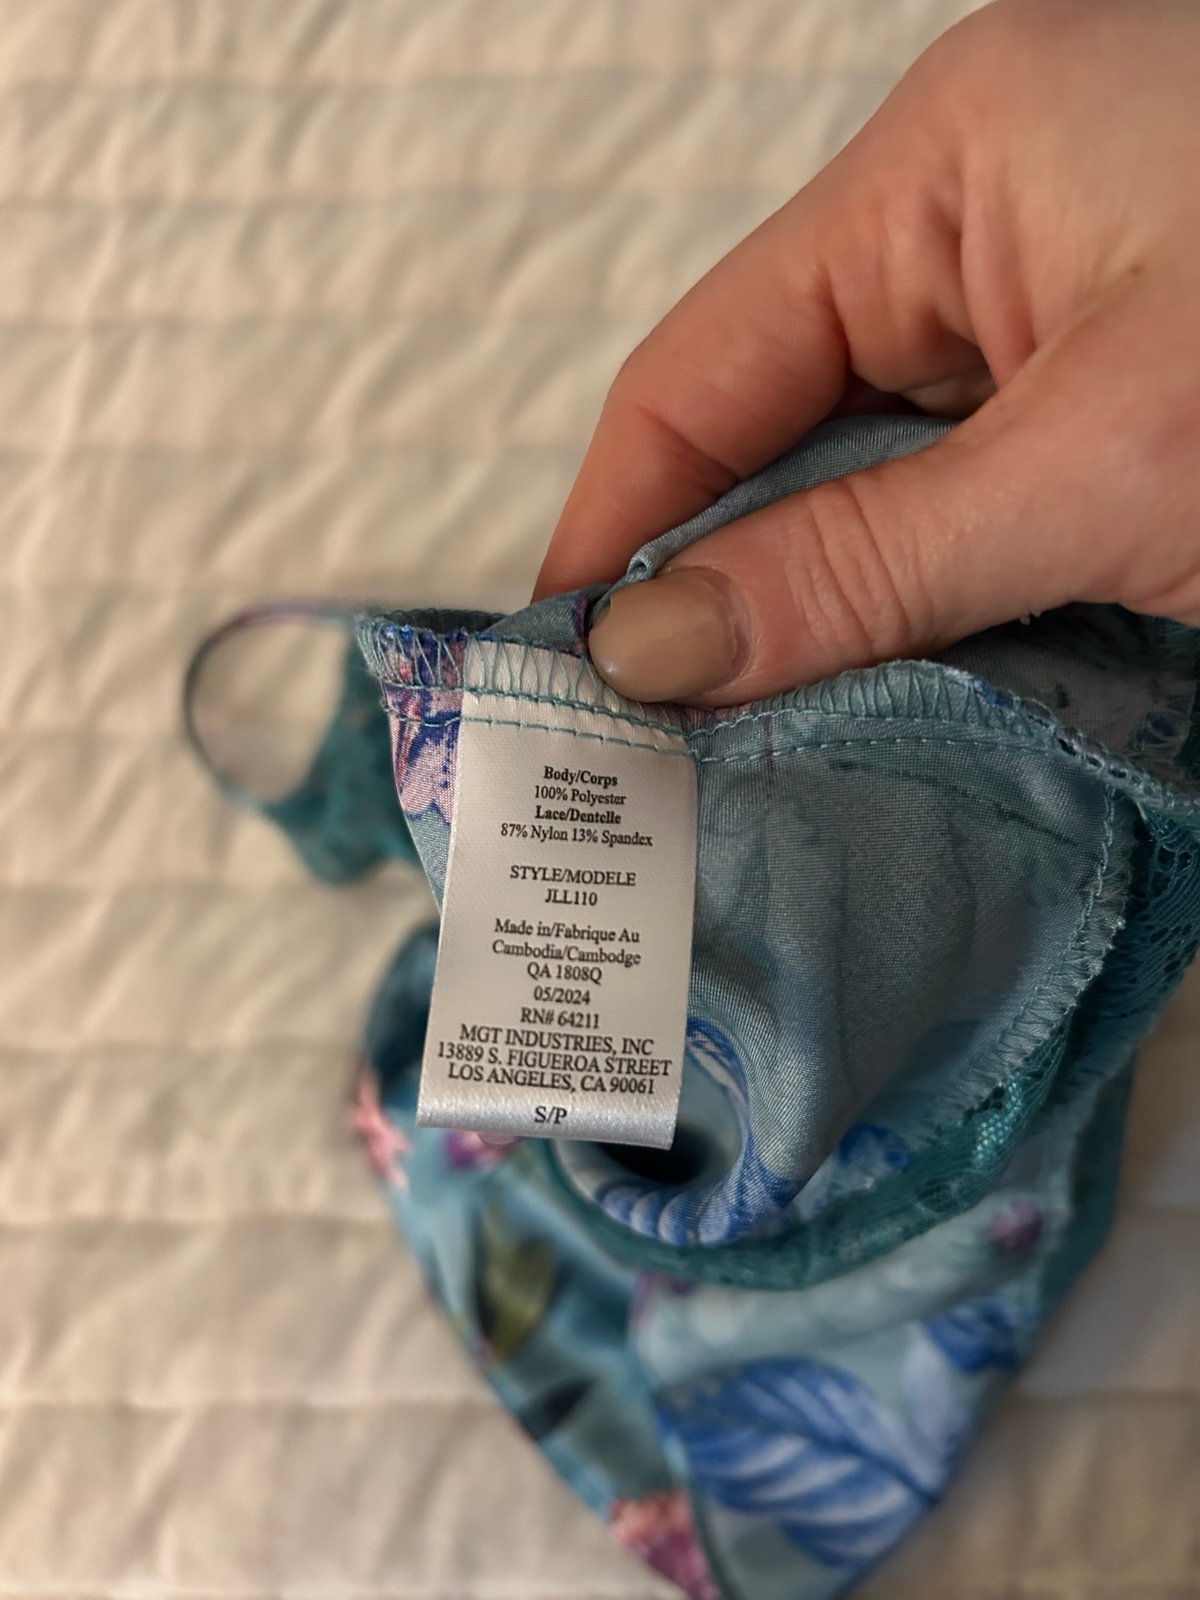 Body/Corps
100% Polyester
Lace/Dentelle
87% Nylon 13% Spandex
STYLE/MODELE
JLL110
Made in/Fabrique Au
Cambodia/Cambodge
QA 1808Q
05/2024
RN# 64211
MGT INDUSTRIES, INC
13889 S. FIGUEROA STREET
LOS ANGELES, CA 90061
S/P